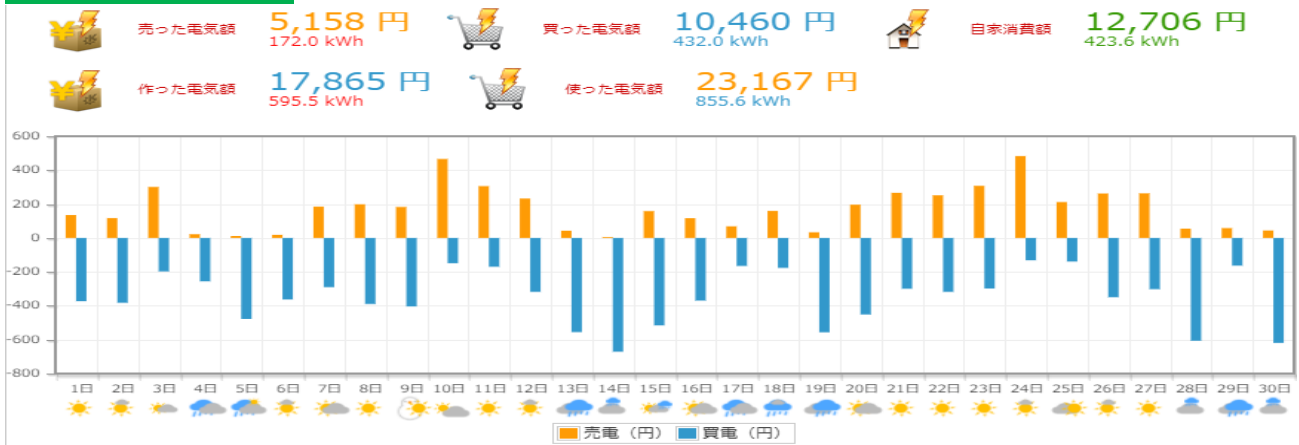 売った電気額 5,158 円 買った電気額 10,460 円 自家消費額 12,706 円
172.0 kWh 432.0 kWh 423.6 kWh
作った電気額 17,865 円 使った電気額 23,167 円
595.5 kWh 855.6 kWh
600
400
200
0
-200
-400
-600
-800
1日 2日 3日 4日 5日 6日 7日 8日 9日 10日 11日 12日 13日 14日 15日 16日 17日 18日 19日 20日 21日 22日 23日 24日 25日 26日 27日 28日 29日 30日
売電（円） 買電（円）